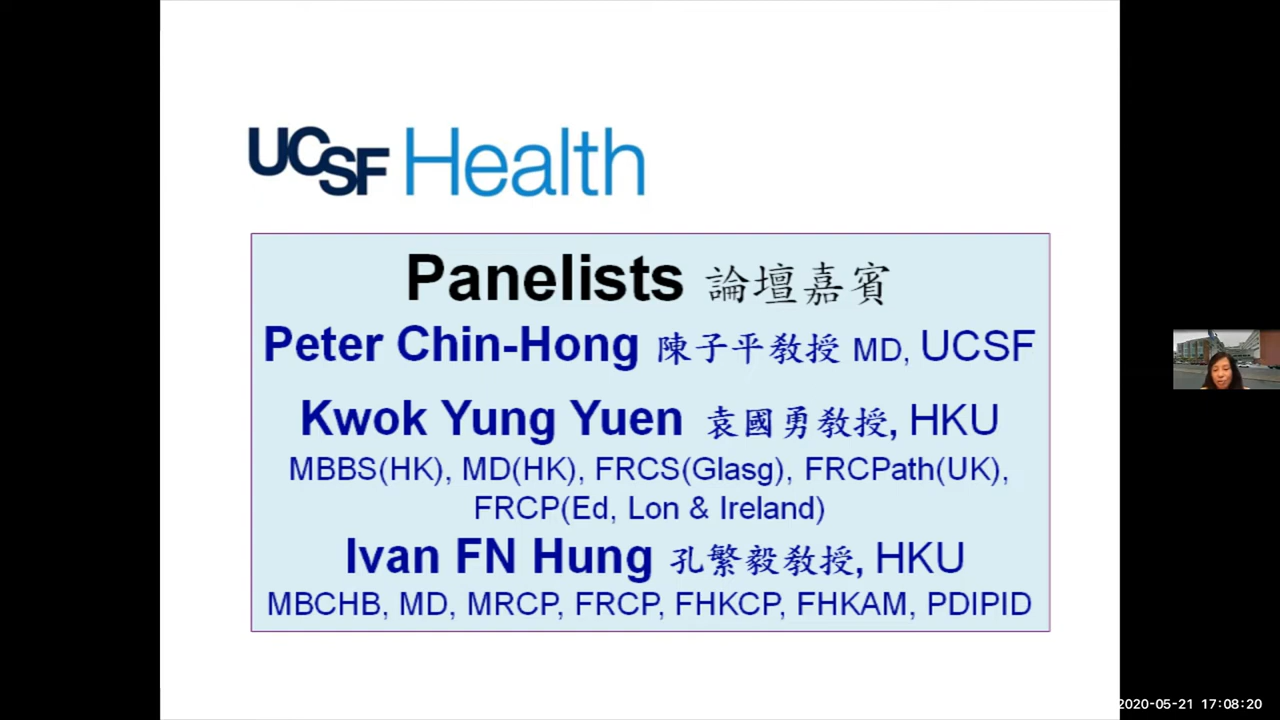 UCSF Health
Panelists 論壇嘉賓
Peter Chin-Hong 陳子平教授 MD, UCSF
Kwok Yung Yuen 袁國勇教授, HKU
MBBS(HK), MD(HK), FRCS(Glasg), FRCPath(UK),
FRCP(Ed, Lon & Ireland)
Ivan FN Hung 孔繁毅教授, HKU
MBCHB, MD, MRCP, FRCP, FHKCP, FHKAM, PDIPID
2020-05-21 17:08:20